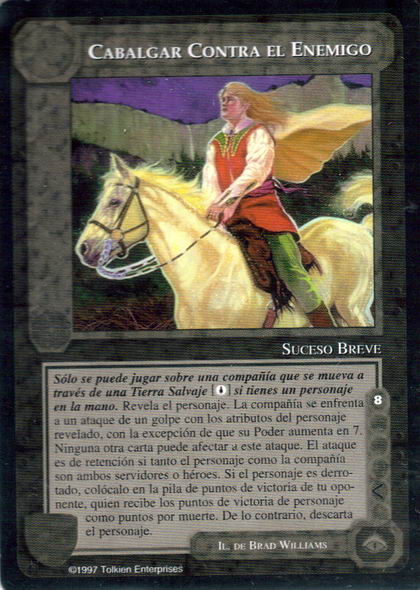 Cabalgar Contra el Enemigo
Suceso Breve
Sólo se puede jugar sobre una compañía que se mueva a
través de una Tierra Salvaje [ ] si tienes un personaje
en la mano. Revela el personaje. La compañía se enfrenta
a un ataque de un golpe con los atributos del personaje
revelado, con la excepción de que su Poder aumenta en 7.
Ninguna otra carta puede afectar a este ataque. El ataque
es de retención si tanto el personaje como la compañía
son ambos servidores o héroes. Si el personaje es derro-
tado, colócalo en la pila de puntos de victoria de tu opo-
nente, quien recibe los puntos de victoria de personaje
como puntos por muerte. De lo contrario, descarta
el personaje.
8
Il. de Brad Williams
©1997 Tolkien Enterprises